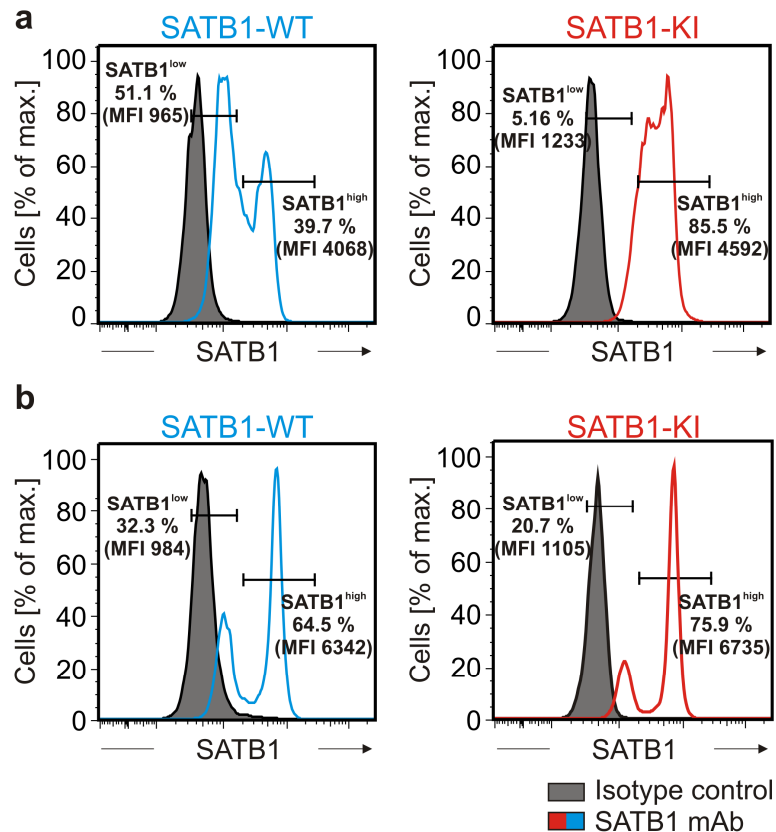 a
SATB1-WT
SATB1-KI
Cells [% of max.]
100
80
60
40
20
0
SATB1low
51.1 %
(MFI 965)
SATB1high
39.7 %
(MFI 4068)
SATB1
Cells [% of max.]
100
80
60
40
20
0
SATB1low
5.16 %
(MFI 1233)
SATB1high
85.5 %
(MFI 4592)
SATB1
b
SATB1-WT
SATB1-KI
Cells [% of max.]
100
80
60
40
20
0
SATB1low
32.3 %
(MFI 984)
SATB1high
64.5 %
(MFI 6342)
SATB1
Cells [% of max.]
100
80
60
40
20
0
SATB1low
20.7 %
(MFI 1105)
SATB1high
75.9 %
(MFI 6735)
SATB1
Isotype control
SATB1 mAb